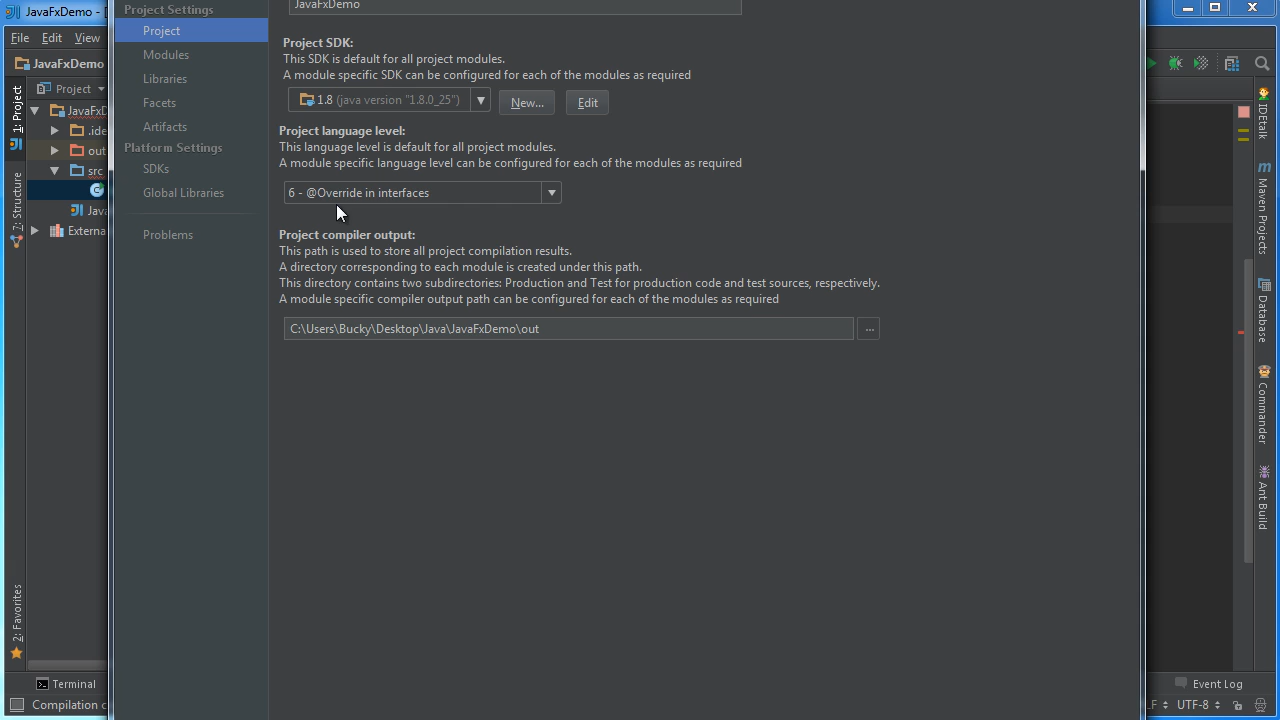 JavaFxDemo - [
File Edit View
JavaFxDemo
Project
JavaFxD
.ide
out
src
Java
Externa
1: Project
7: Structure
2: Favorites
Terminal
Compilation c
Project Settings
Project
Modules
Libraries
Facets
Artifacts
Platform Settings
SDKs
Global Libraries
Problems
JavaFxDemo
Project SDK:
This SDK is default for all project modules.
A module specific SDK can be configured for each of the modules as required
1.8 (java version "1.8.0_25")
New...
Edit
Project language level:
This language level is default for all project modules.
A module specific language level can be configured for each of the modules as required
6 - @Override in interfaces
Project compiler output:
This path is used to store all project compilation results.
A directory corresponding to each module is created under this path.
This directory contains two subdirectories: Production and Test for production code and test sources, respectively.
A module specific compiler output path can be configured for each of the modules as required
C:\Users\Bucky\Desktop\Java\JavaFxDemo\out
...
IDEtalk
Maven Projects
Database
Commander
Ant Build
Event Log
LF UTF-8